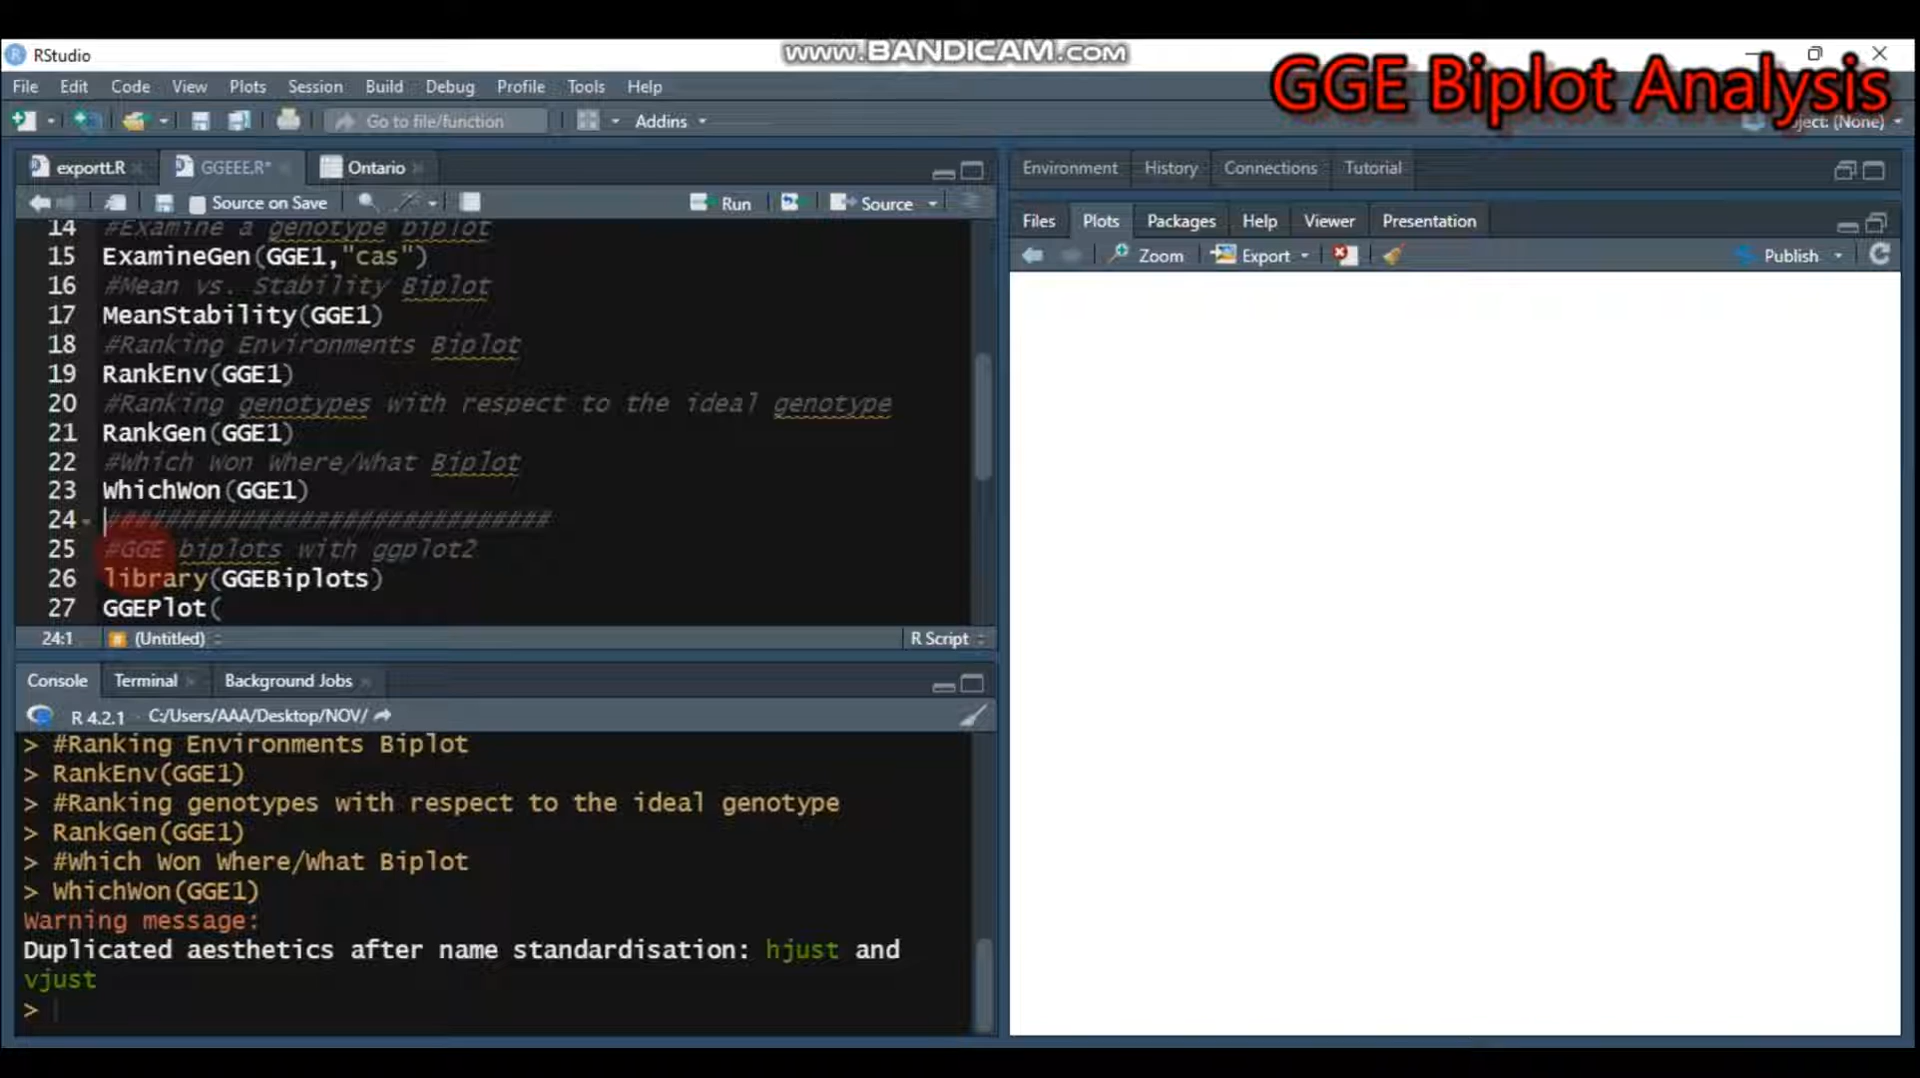 www.BANDICAM.com
RStudio
GGE Biplot Analysis
File Edit Code View Plots Session Build Debug Profile Tools Help
Go to file/function Addins
ject: (None)
exportt.R GGEEE.R* Ontario
Source on Save Run Source
14 #Examine a genotype biplot
15 ExamineGen(GGE1,"cas")
16 #Mean vs. Stability Biplot
17 MeanStability(GGE1)
18 #Ranking Environments Biplot
19 RankEnv(GGE1)
20 #Ranking genotypes with respect to the ideal genotype
21 RankGen(GGE1)
22 #Which Won Where/What Biplot
23 WhichWon(GGE1)
24 ##############################
25 #GGE biplots with ggplot2
26 library(GGEBiplots)
27 GGEPlot(
24:1 (Untitled) R Script
Console Terminal Background Jobs
R 4.2.1 · C:/Users/AAA/Desktop/NOV/
> #Ranking Environments Biplot
> RankEnv(GGE1)
> #Ranking genotypes with respect to the ideal genotype
> RankGen(GGE1)
> #Which Won Where/What Biplot
> WhichWon(GGE1)
Warning message:
Duplicated aesthetics after name standardisation: hjust and
vjust
>
Environment History Connections Tutorial
Files Plots Packages Help Viewer Presentation
Zoom Export Publish